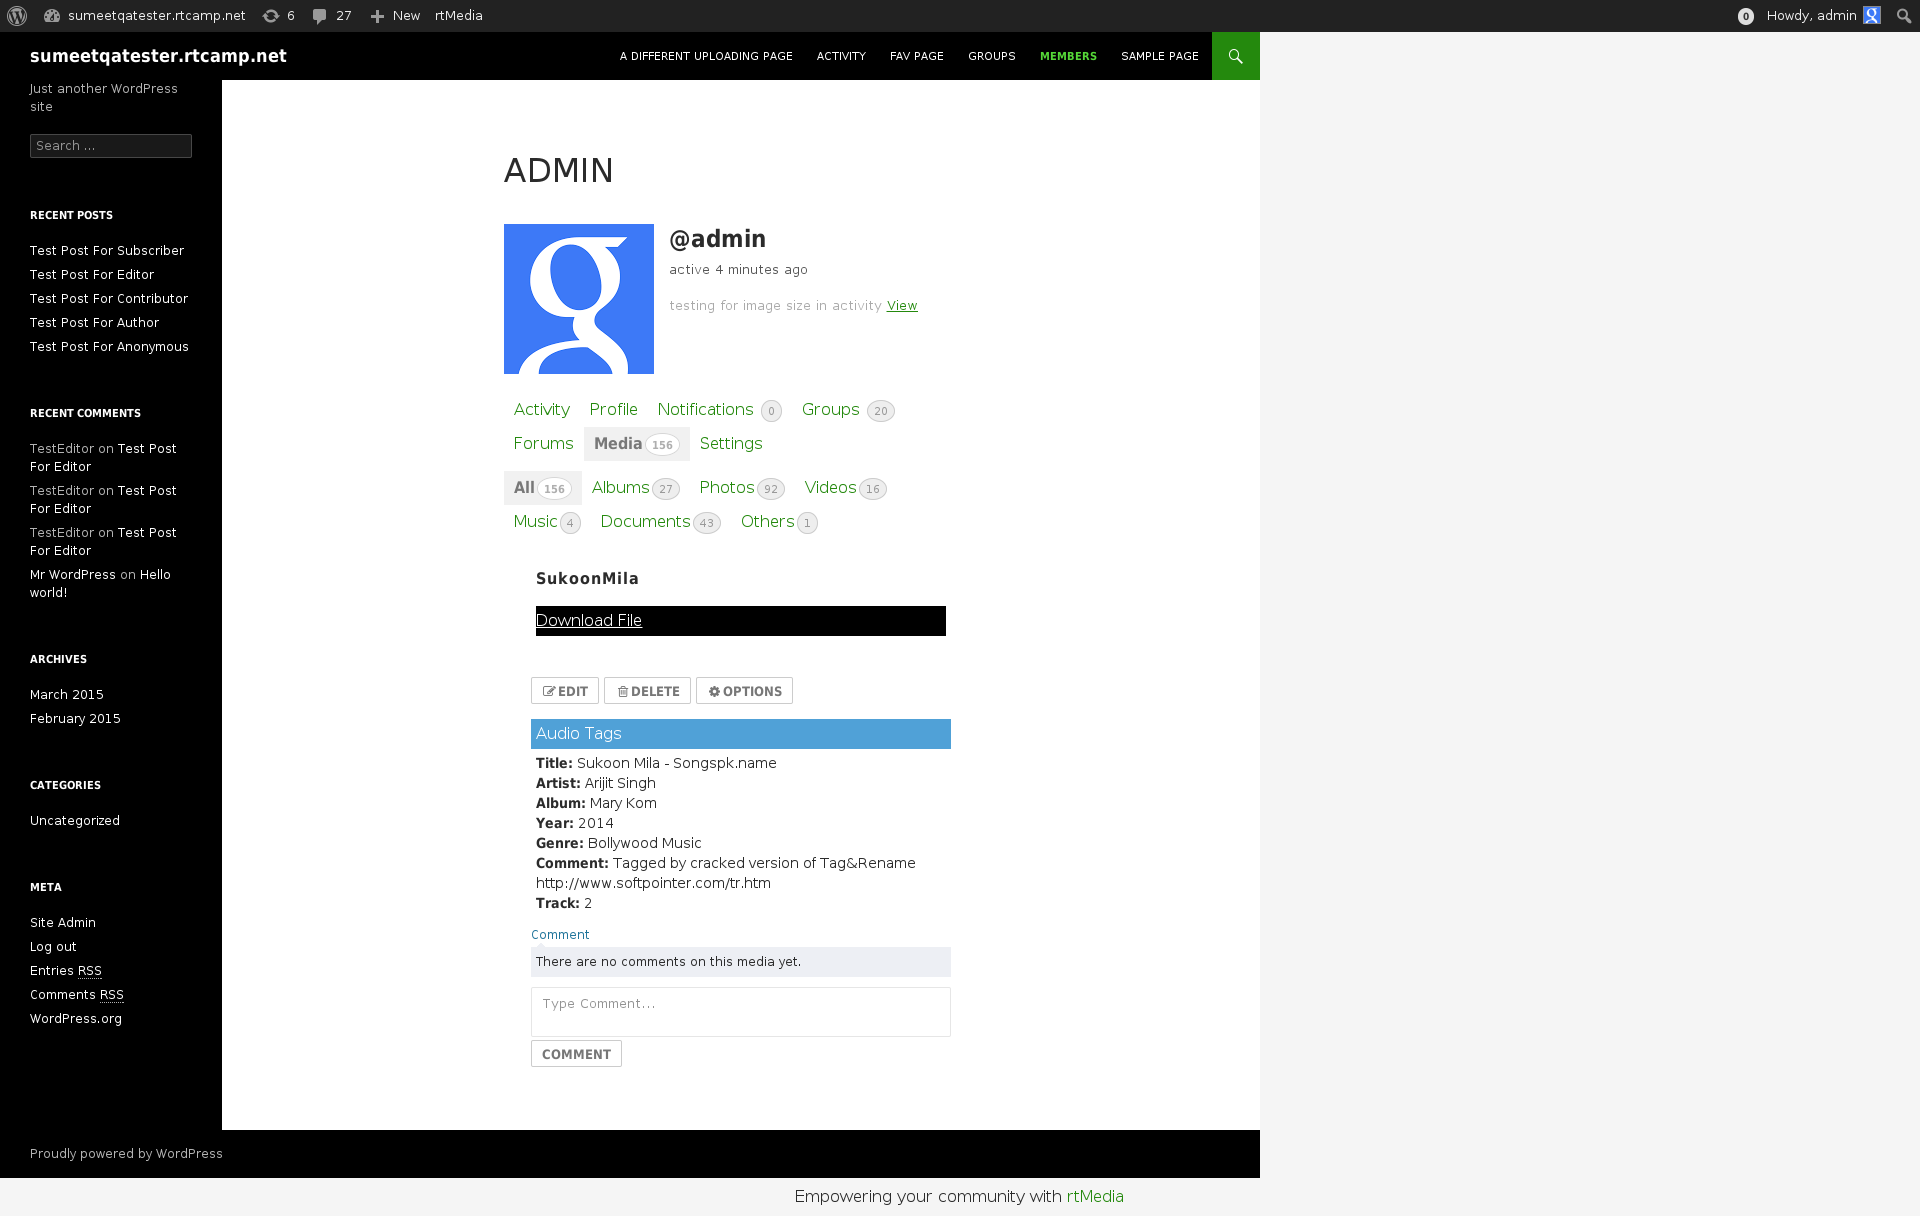 sumeetqatester.rtcamp.net 6 27 New rtMedia 0 Howdy, admin
sumeetqatester.rtcamp.net A DIFFERENT UPLOADING PAGE ACTIVITY FAV PAGE GROUPS MEMBERS SAMPLE PAGE
Just another WordPress
site
Search ...
RECENT POSTS
Test Post For Subscriber
Test Post For Editor
Test Post For Contributor
Test Post For Author
Test Post For Anonymous
RECENT COMMENTS
TestEditor on Test Post
For Editor
TestEditor on Test Post
For Editor
TestEditor on Test Post
For Editor
Mr WordPress on Hello
world!
ARCHIVES
March 2015
February 2015
CATEGORIES
Uncategorized
META
Site Admin
Log out
Entries RSS
Comments RSS
WordPress.org
ADMIN
@admin
active 4 minutes ago
testing for image size in activity View
Activity Profile Notifications 0 Groups 20
Forums Media 156 Settings
All 156 Albums 27 Photos 92 Videos 16
Music 4 Documents 43 Others 1
SukoonMila
Download File
EDIT DELETE OPTIONS
Audio Tags
Title: Sukoon Mila - Songspk.name
Artist: Arijit Singh
Album: Mary Kom
Year: 2014
Genre: Bollywood Music
Comment: Tagged by cracked version of Tag&Rename
http://www.softpointer.com/tr.htm
Track: 2
Comment
There are no comments on this media yet.
Type Comment...
COMMENT
Proudly powered by WordPress
Empowering your community with rtMedia